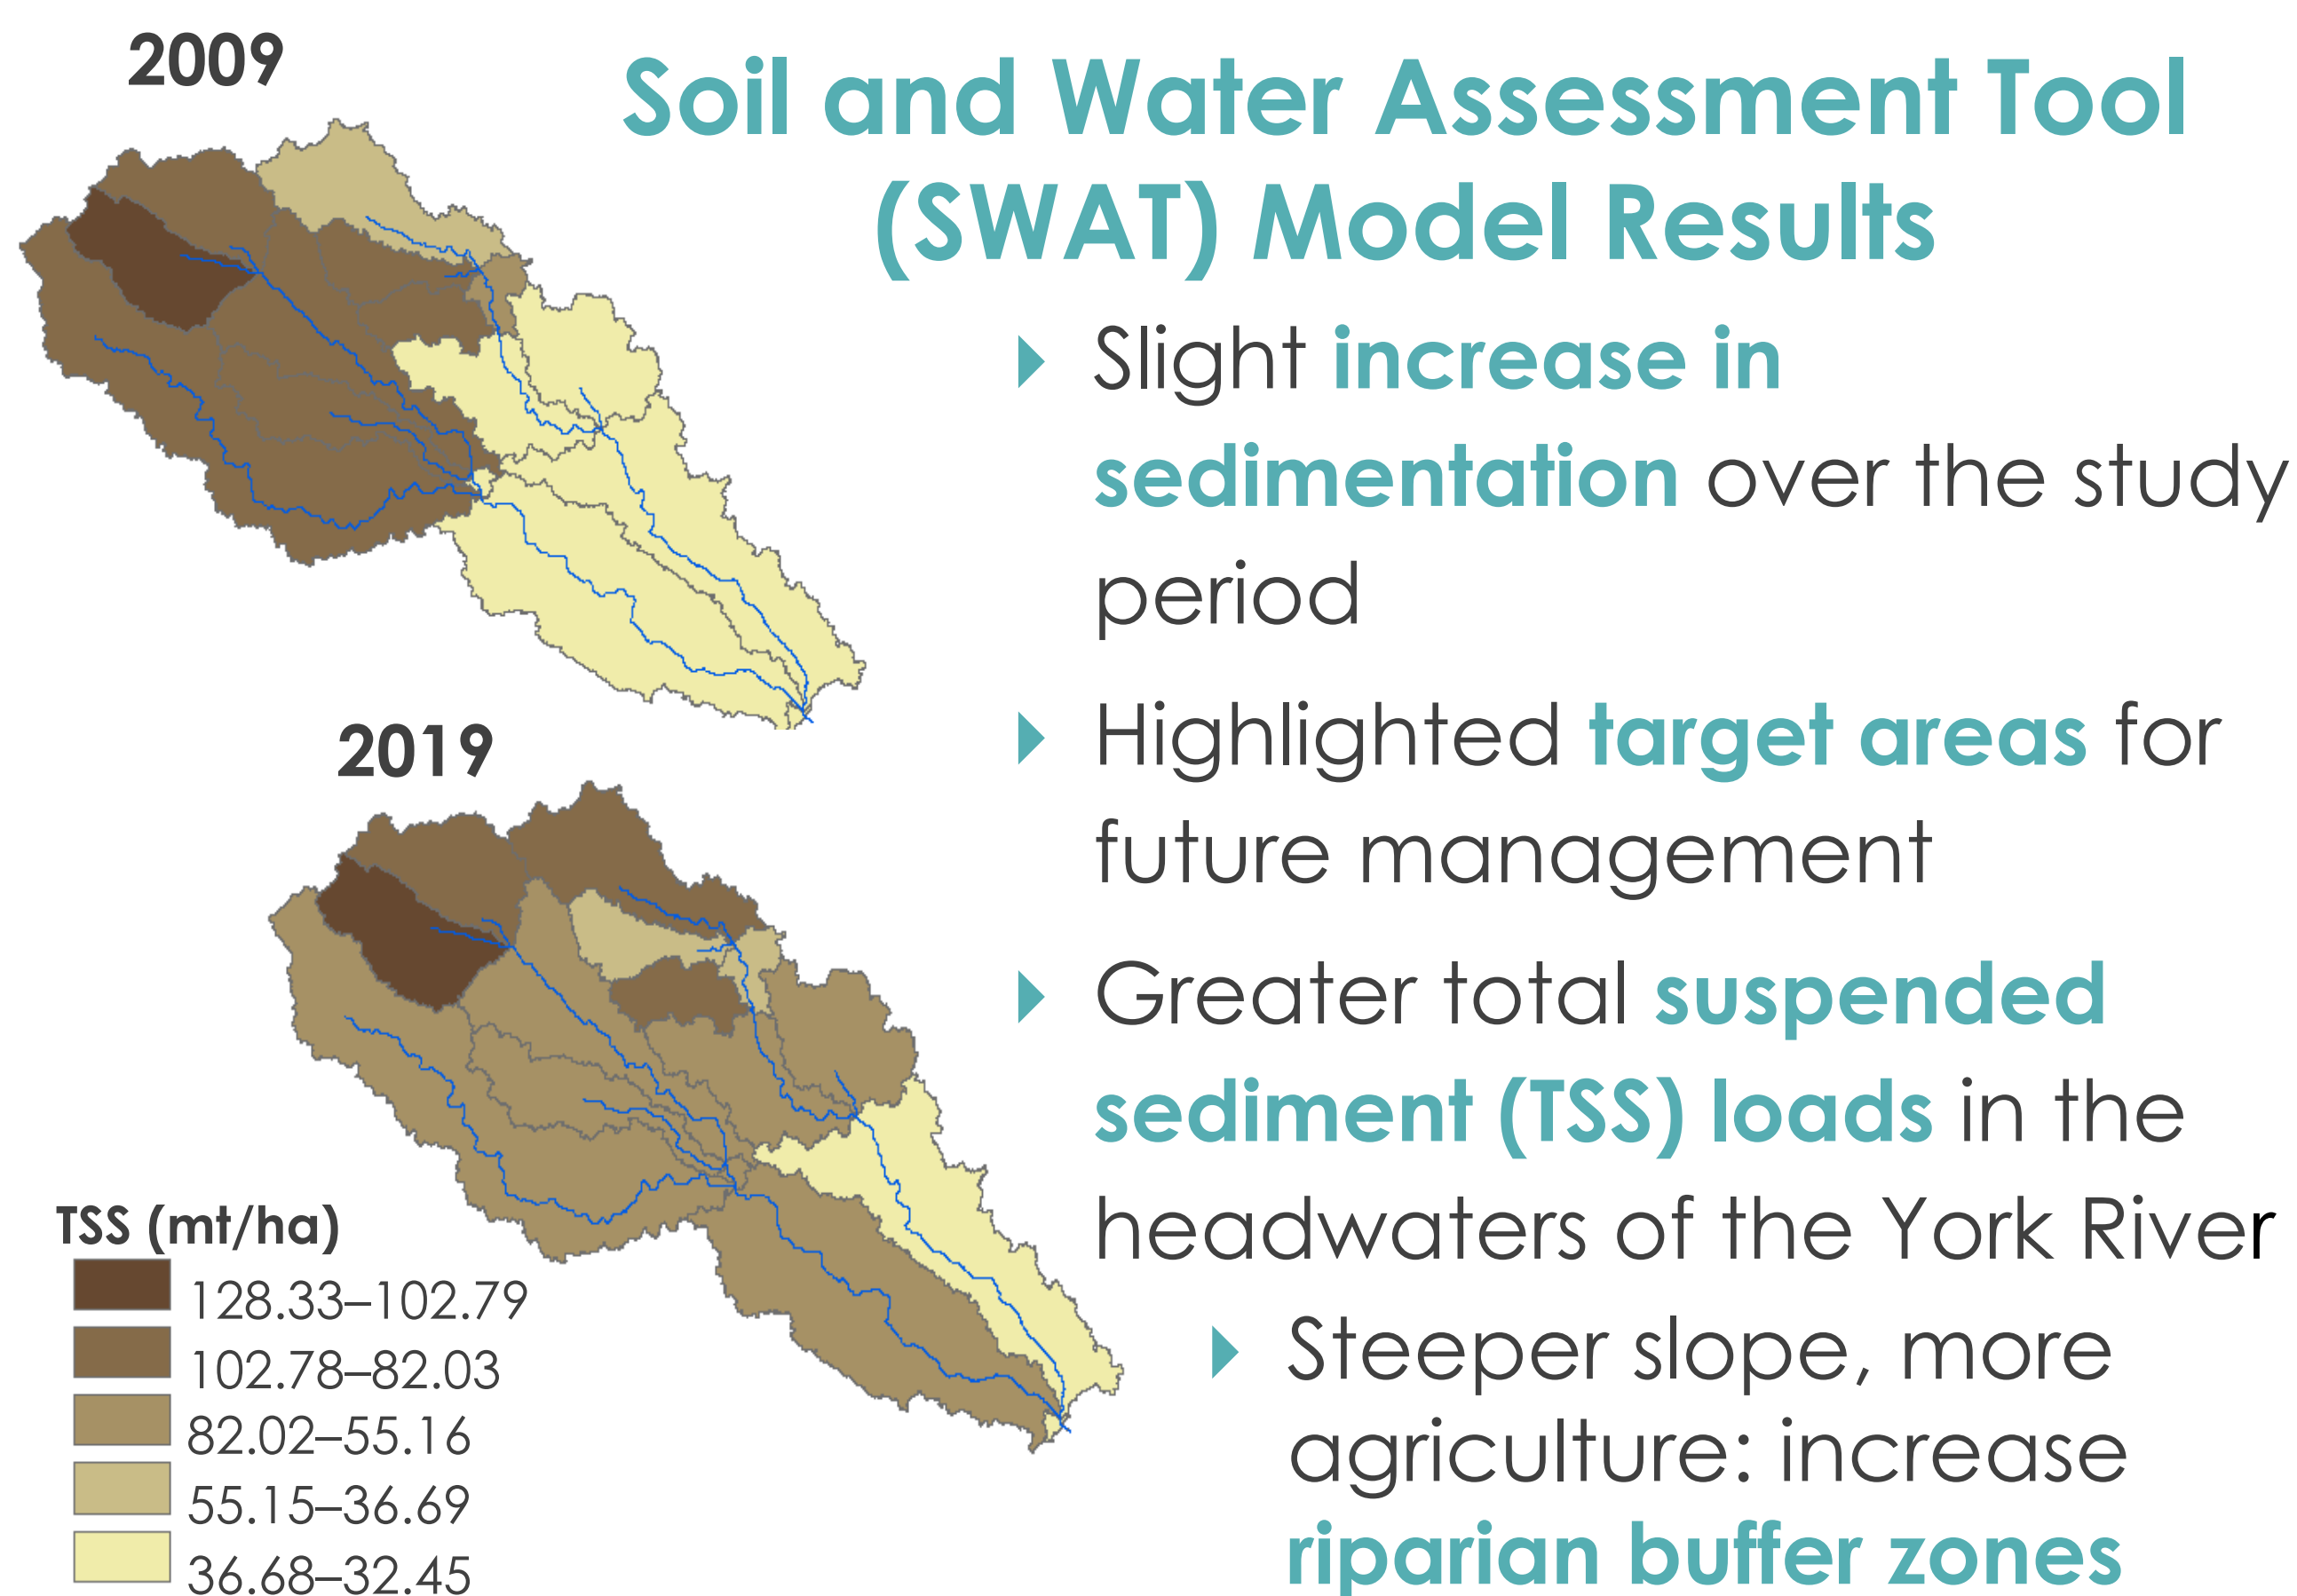 2009
Soil and Water Assessment Tool
(SWAT) Model Results
Slight increase in
sedimentation over the study
period
Highlighted target areas for
future management
Greater total suspended
sediment (TSS) loads in the
headwaters of the York River
Steeper slope, more
agriculture: increase
riparian buffer zones
2019
TSS (mt/ha)
128.33–102.79
102.78–82.03
82.02–55.16
55.15–36.69
36.68–32.45